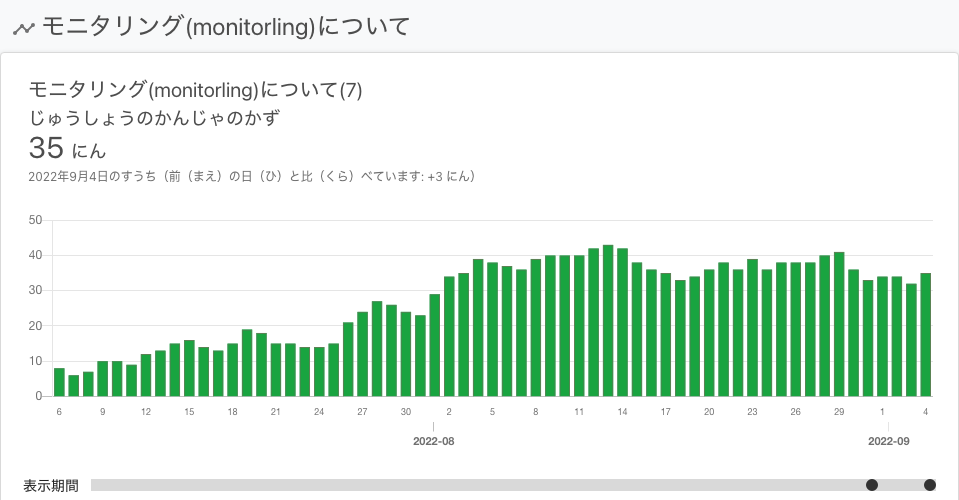 モニタリング(monitorling)について
モニタリング(monitorling)について(7)
じゅうしょうのかんじゃのかず
35 にん
2022年9月4日のすうち（前（まえ）の日（ひ）と比（くら）べています: +3 にん）
50
40
30
20
10
0
6 9 12 15 18 21 24 27 30 2 5 8 11 14 17 20 23 26 29 1 4
2022-08 2022-09
表示期間